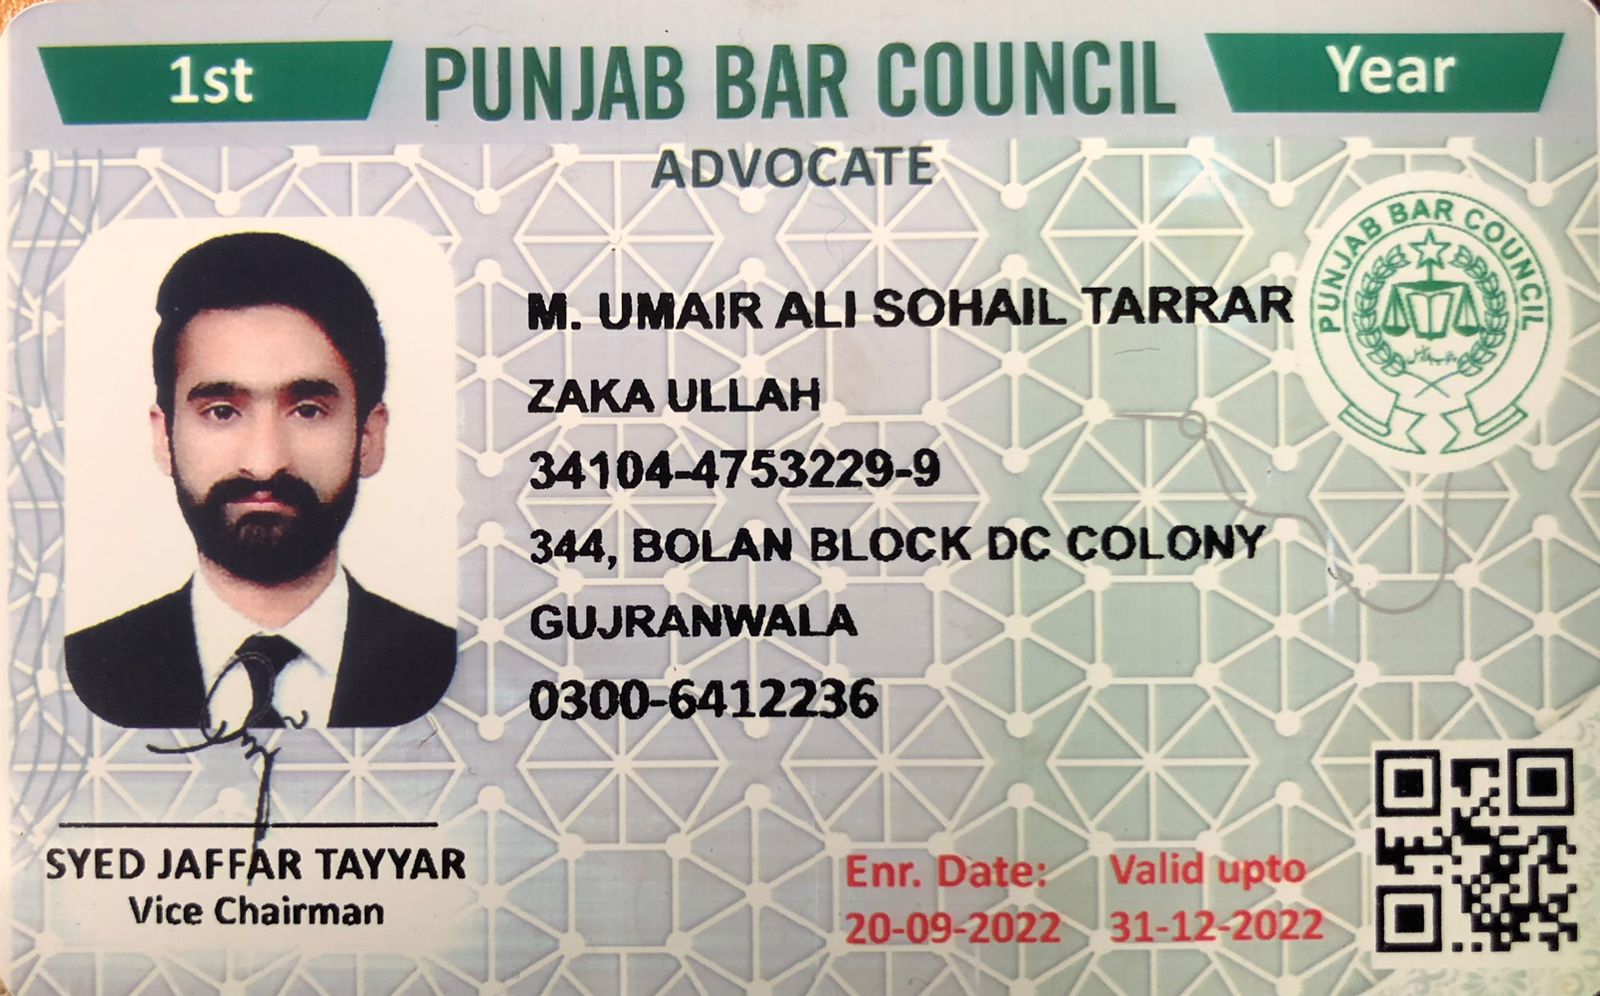 1st
PUNJAB BAR COUNCIL
Year
ADVOCATE
PUNJAB BAR COUNCIL
M. UMAIR ALI SOHAIL TARRAR
ZAKA ULLAH
34104-4753229-9
344, BOLAN BLOCK DC COLONY
GUJRANWALA
0300-6412236
SYED JAFFAR TAYYAR
Vice Chairman
Enr. Date: Valid upto
20-09-2022 31-12-2022